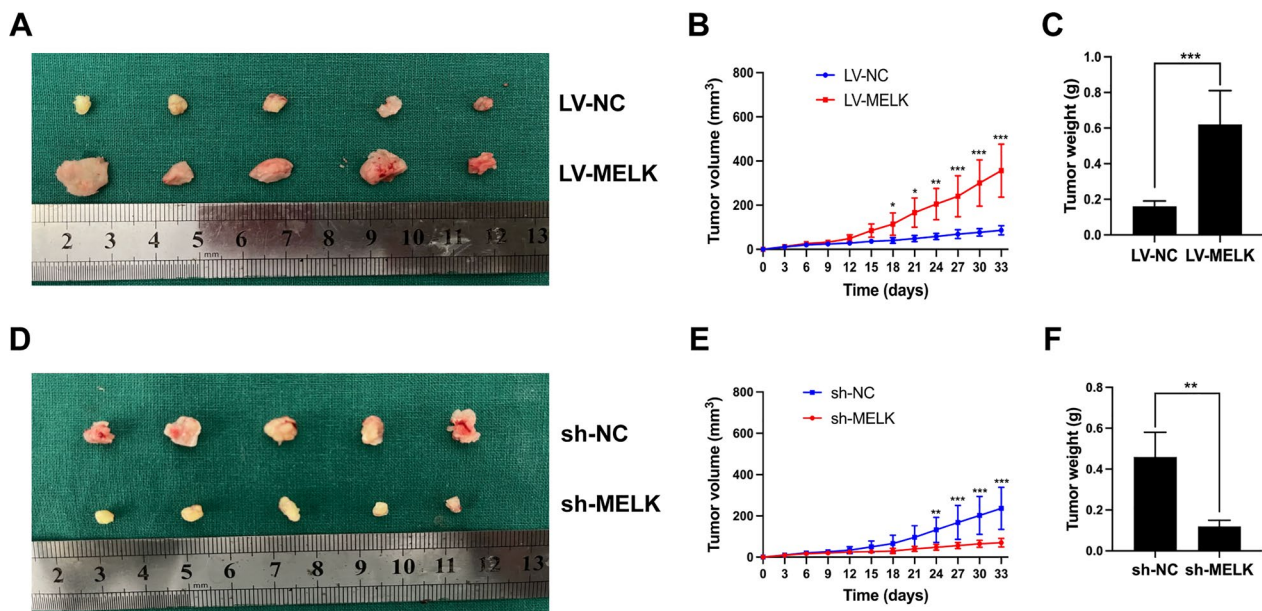 A
LV-NC
LV-MELK
2 3 4 5 6 7 8 9 10 11 12 13
mm
B
LV-NC
LV-MELK
Tumor volume (mm³)
800
600
400
200
0
* * ** *** *** ***
0 3 6 9 12 15 18 21 24 27 30 33
Time (days)
C
***
Tumor weight (g)
1.0
0.8
0.6
0.4
0.2
0.0
LV-NC LV-MELK
D
sh-NC
sh-MELK
2 3 4 5 6 7 8 9 10 11 12 13
mm
E
sh-NC
sh-MELK
Tumor volume (mm³)
800
600
400
200
0
** *** *** ***
0 3 6 9 12 15 18 21 24 27 30 33
Time (days)
F
**
Tumor weight (g)
0.8
0.6
0.4
0.2
0.0
sh-NC sh-MELK